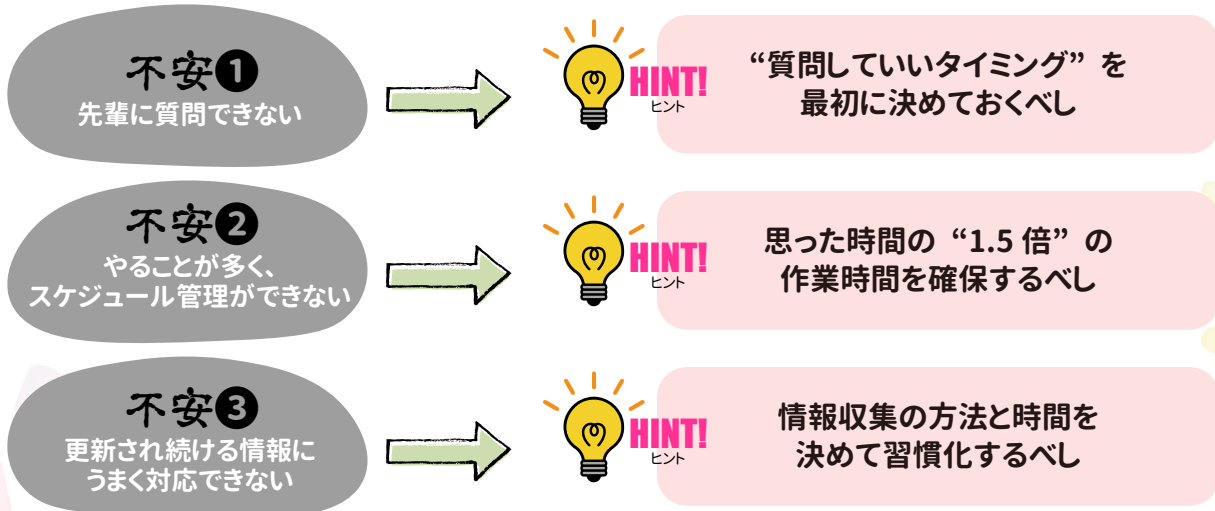 不安❶
先輩に質問できない
HINT!
ヒント
“質問していいタイミング”を
最初に決めておくべし
不安❷
やることが多く、
スケジュール管理ができない
HINT!
ヒント
思った時間の“1.5倍”の
作業時間を確保するべし
不安❸
更新され続ける情報に
うまく対応できない
HINT!
ヒント
情報収集の方法と時間を
決めて習慣化するべし